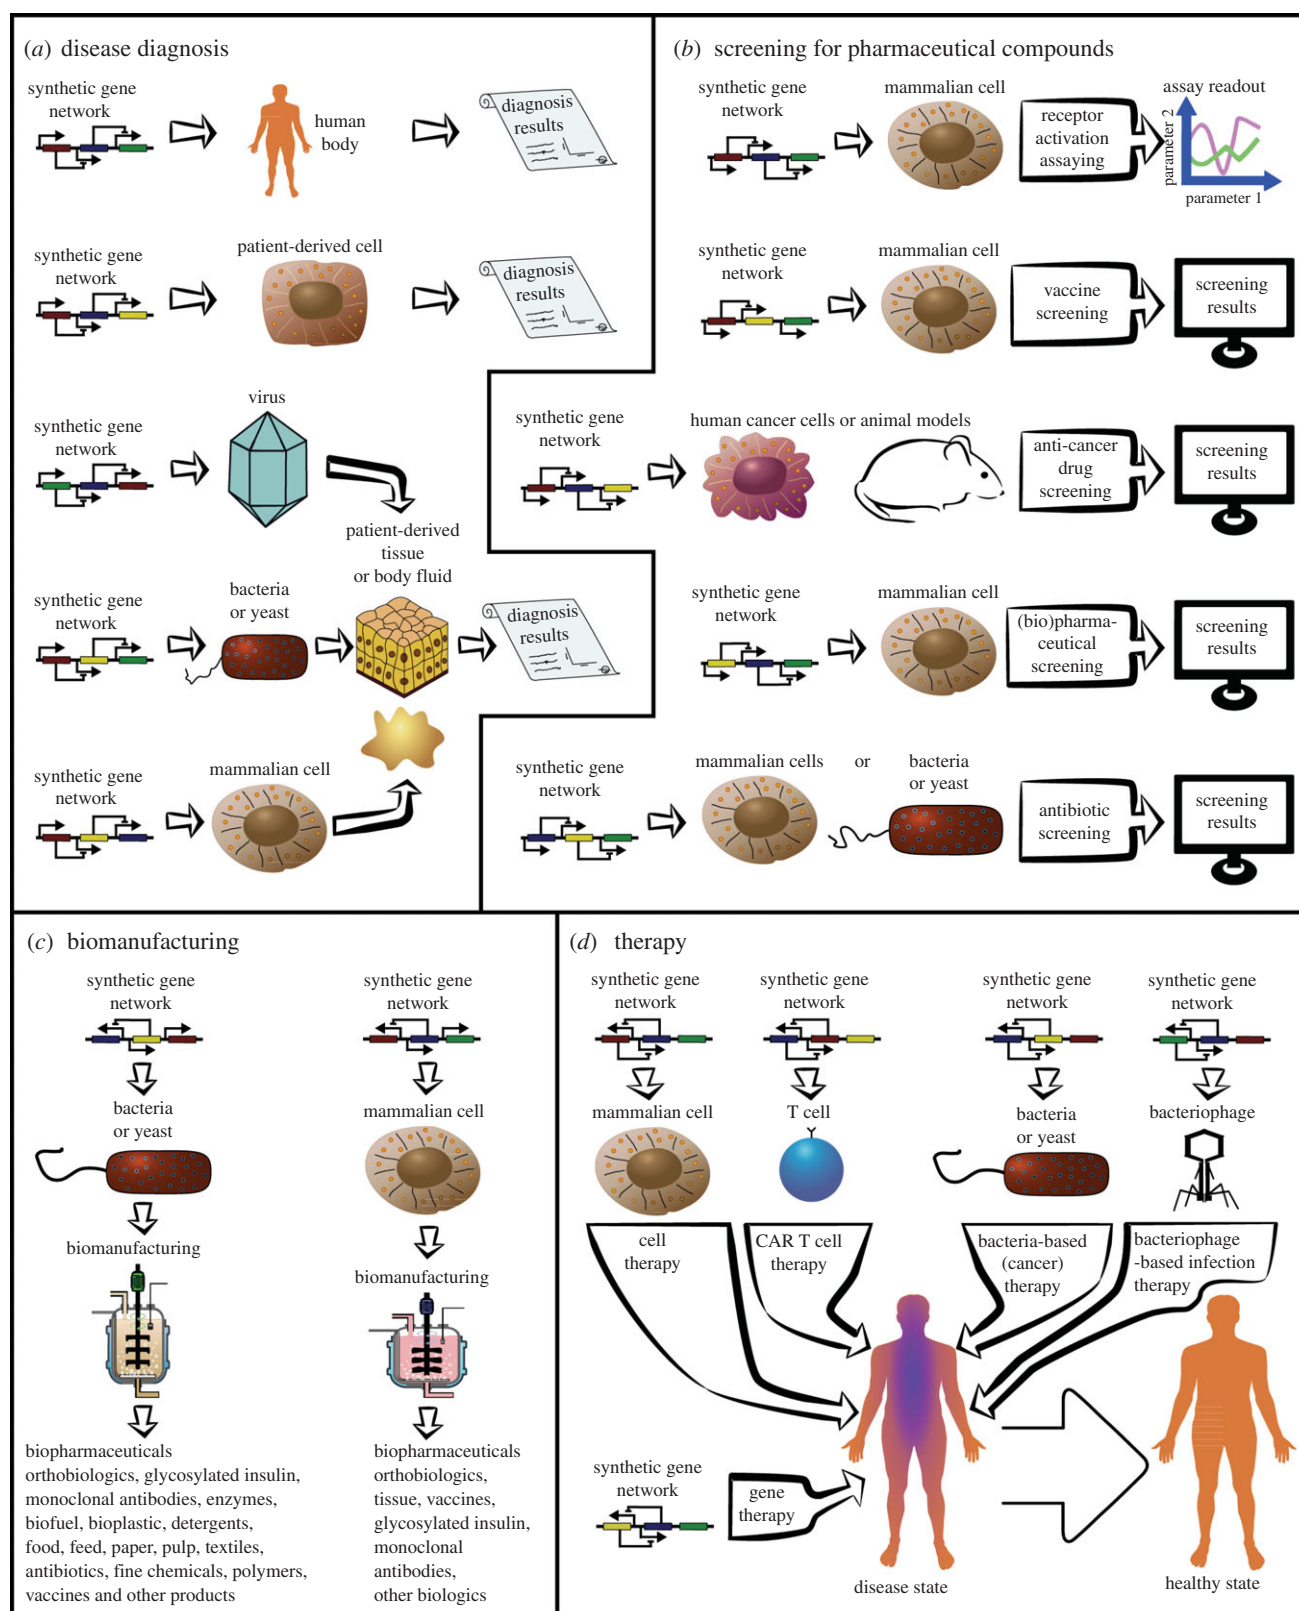 (a) disease diagnosis
synthetic gene
network
human
body
diagnosis
results
synthetic gene
network
patient-derived cell
diagnosis
results
synthetic gene
network
virus
patient-derived
tissue
or body fluid
synthetic gene
network
bacteria
or yeast
diagnosis
results
synthetic gene
network
mammalian cell
(b) screening for pharmaceutical compounds
synthetic gene
network
mammalian cell
receptor
activation
assaying
assay readout
parameter 2
parameter 1
synthetic gene
network
mammalian cell
vaccine
screening
screening
results
synthetic gene
network
human cancer cells or animal models
anti-cancer
drug
screening
screening
results
synthetic gene
network
mammalian cell
(bio)pharma-
ceutical
screening
screening
results
synthetic gene
network
mammalian cells or bacteria
or yeast
antibiotic
screening
screening
results
(c) biomanufacturing
synthetic gene
network
bacteria
or yeast
biomanufacturing
biopharmaceuticals
orthobiologics, glycosylated insulin,
monoclonal antibodies, enzymes,
biofuel, bioplastic, detergents,
food, feed, paper, pulp, textiles,
antibiotics, fine chemicals, polymers,
vaccines and other products
synthetic gene
network
mammalian cell
biomanufacturing
biopharmaceuticals
orthobiologics,
tissue, vaccines,
glycosylated insulin,
monoclonal
antibodies,
other biologics
(d) therapy
synthetic gene
network
mammalian cell
cell
therapy
synthetic gene
network
T cell
CAR T cell
therapy
synthetic gene
network
bacteria
or yeast
bacteria-based
(cancer)
therapy
synthetic gene
network
bacteriophage
bacteriophage
-based infection
therapy
synthetic gene
network
gene
therapy
disease state
healthy state